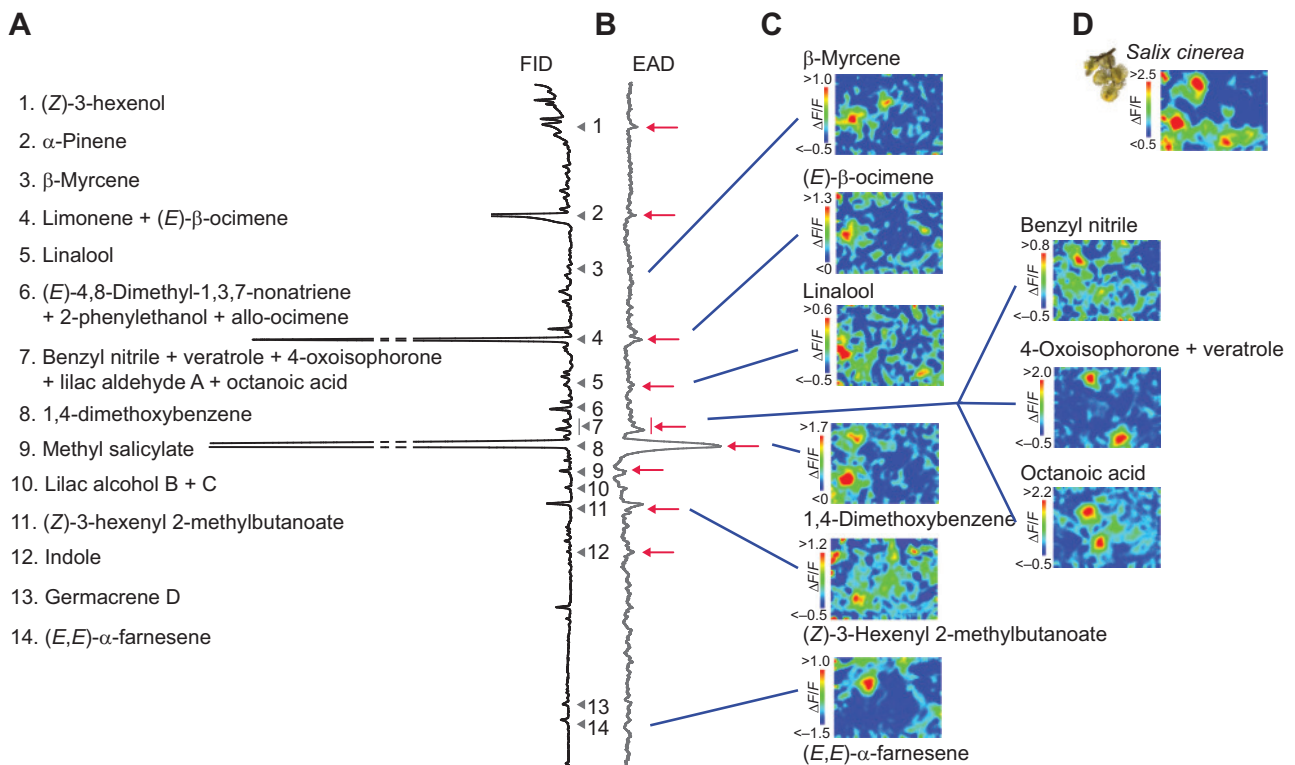 A
B
C
D
FID
EAD
1. (Z)-3-hexenol
2. α-Pinene
3. β-Myrcene
4. Limonene + (E)-β-ocimene
5. Linalool
6. (E)-4,8-Dimethyl-1,3,7-nonatriene
+ 2-phenylethanol + allo-ocimene
7. Benzyl nitrile + veratrole + 4-oxoisophorone
+ lilac aldehyde A + octanoic acid
8. 1,4-dimethoxybenzene
9. Methyl salicylate
10. Lilac alcohol B + C
11. (Z)-3-hexenyl 2-methylbutanoate
12. Indole
13. Germacrene D
14. (E,E)-α-farnesene
1
2
3
4
5
6
7
8
9
10
11
12
13
14
β-Myrcene
>1.0
ΔF/F
<–0.5
(E)-β-ocimene
>1.3
ΔF/F
<0
Linalool
>0.6
ΔF/F
<–0.5
>1.7
ΔF/F
<0
1,4-Dimethoxybenzene
>1.2
ΔF/F
<–0.5
(Z)-3-Hexenyl 2-methylbutanoate
>1.0
ΔF/F
<–1.5
(E,E)-α-farnesene
Salix cinerea
>2.5
ΔF/F
<0.5
Benzyl nitrile
>0.8
ΔF/F
<–0.5
4-Oxoisophorone + veratrole
>2.0
ΔF/F
<–0.5
Octanoic acid
>2.2
ΔF/F
<–0.5